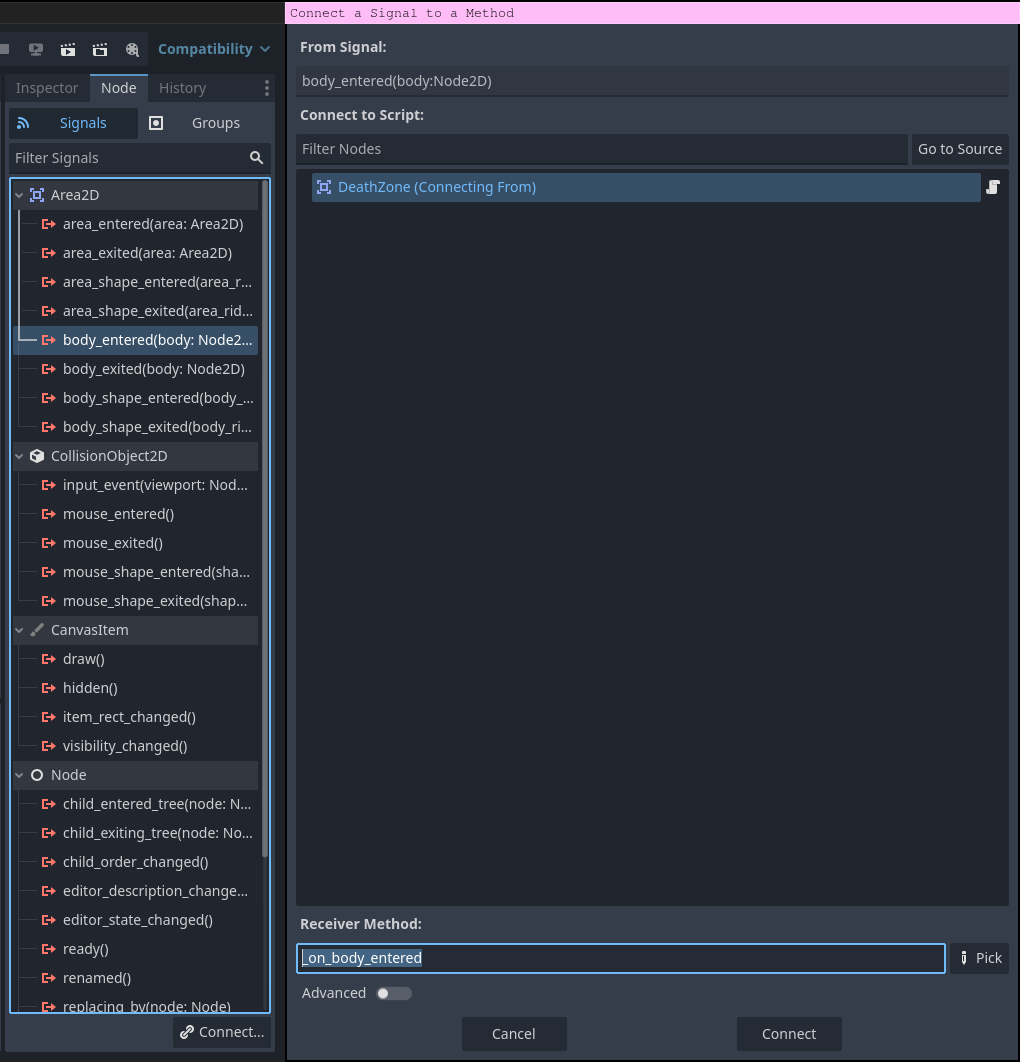 Connect a Signal to a Method
Compatibility
Inspector Node History
Signals Groups
Filter Signals
Area2D
area_entered(area: Area2D)
area_exited(area: Area2D)
area_shape_entered(area_r...
area_shape_exited(area_rid...
body_entered(body: Node2...
body_exited(body: Node2D)
body_shape_entered(body_...
body_shape_exited(body_ri...
CollisionObject2D
input_event(viewport: Nod...
mouse_entered()
mouse_exited()
mouse_shape_entered(sha...
mouse_shape_exited(shap...
CanvasItem
draw()
hidden()
item_rect_changed()
visibility_changed()
Node
child_entered_tree(node: N...
child_exiting_tree(node: No...
child_order_changed()
editor_description_change...
editor_state_changed()
ready()
renamed()
replacing_by(node: Node)
Connect...
From Signal:
body_entered(body:Node2D)
Connect to Script:
Filter Nodes
Go to Source
DeathZone (Connecting From)
Receiver Method:
_on_body_entered
Pick
Advanced
Cancel
Connect